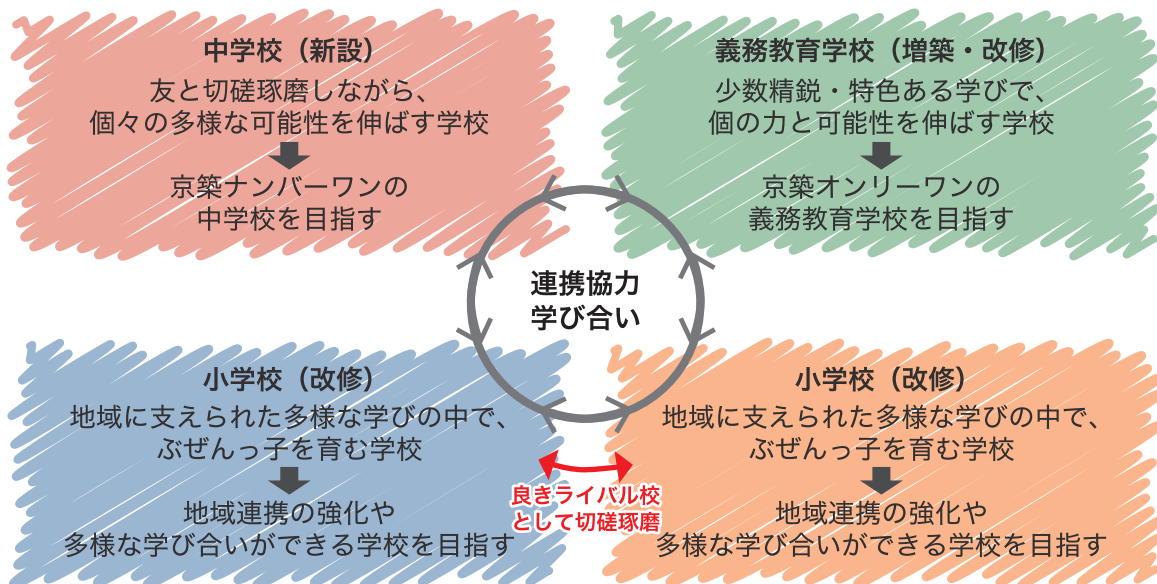 中学校（新設）
友と切磋琢磨しながら、
個々の多様な可能性を伸ばす学校
京築ナンバーワンの
中学校を目指す
義務教育学校（増築・改修）
少数精鋭・特色ある学びで、
個の力と可能性を伸ばす学校
京築オンリーワンの
義務教育学校を目指す
連携協力
学び合い
小学校（改修）
地域に支えられた多様な学びの中で、
ぶぜんっ子を育む学校
地域連携の強化や
多様な学び合いができる学校を目指す
良きライバル校
として切磋琢磨
小学校（改修）
地域に支えられた多様な学びの中で、
ぶぜんっ子を育む学校
地域連携の強化や
多様な学び合いができる学校を目指す